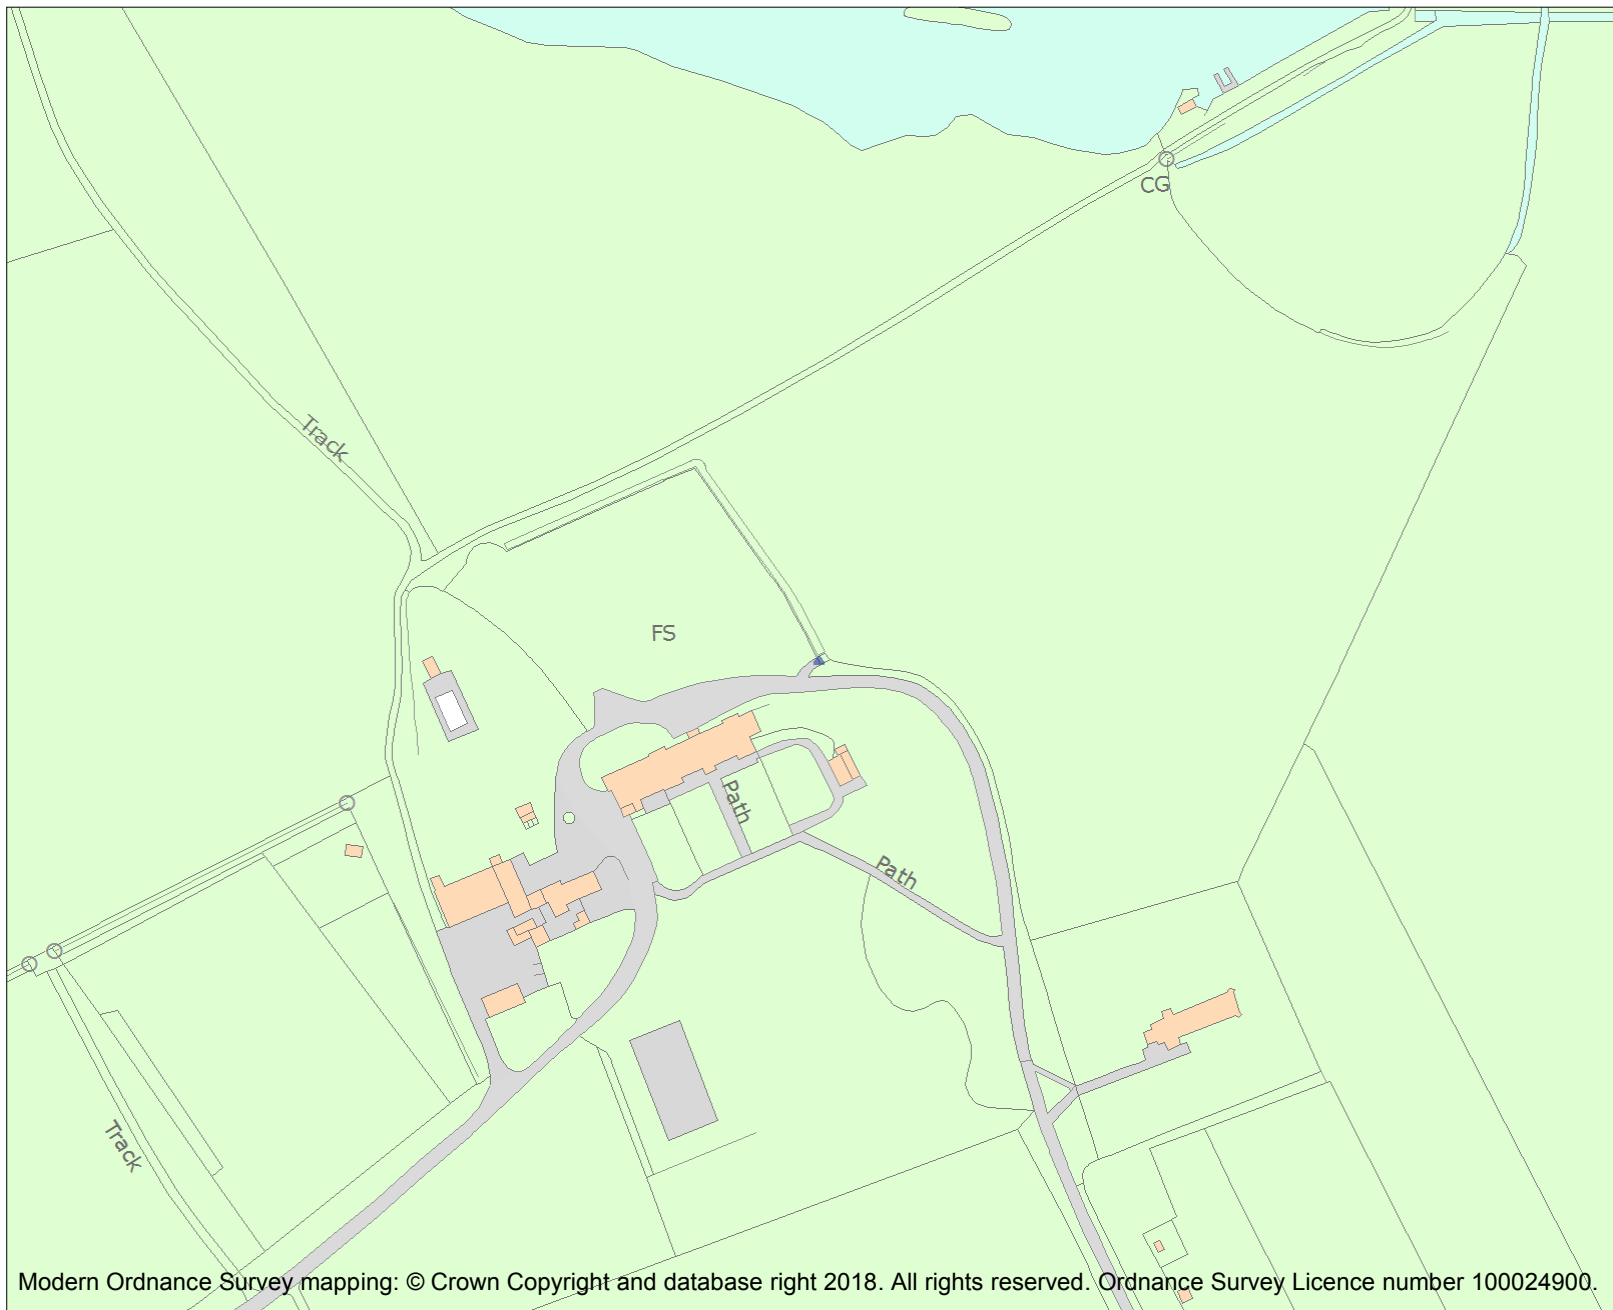 CG
Track
FS
Path
Path
Track
Modern Ordnance Survey mapping: © Crown Copyright and database right 2018. All rights reserved. Ordnance Survey Licence number 100024900.